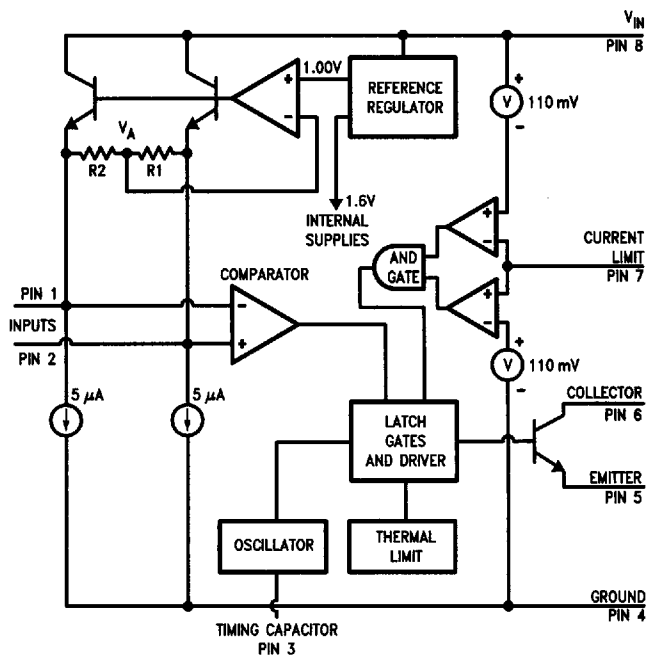 V_IN
PIN 8
1.00V
+
-
REFERENCE
REGULATOR
+
V
-
110 mV
V_A
R2
R1
1.6V
INTERNAL
SUPPLIES
+
-
AND
GATE
CURRENT
LIMIT
PIN 7
+
-
COMPARATOR
PIN 1
INPUTS
PIN 2
-
+
+
V
-
110 mV
5 μA
5 μA
LATCH
GATES
AND DRIVER
COLLECTOR
PIN 6
EMITTER
PIN 5
OSCILLATOR
THERMAL
LIMIT
GROUND
PIN 4
TIMING CAPACITOR
PIN 3